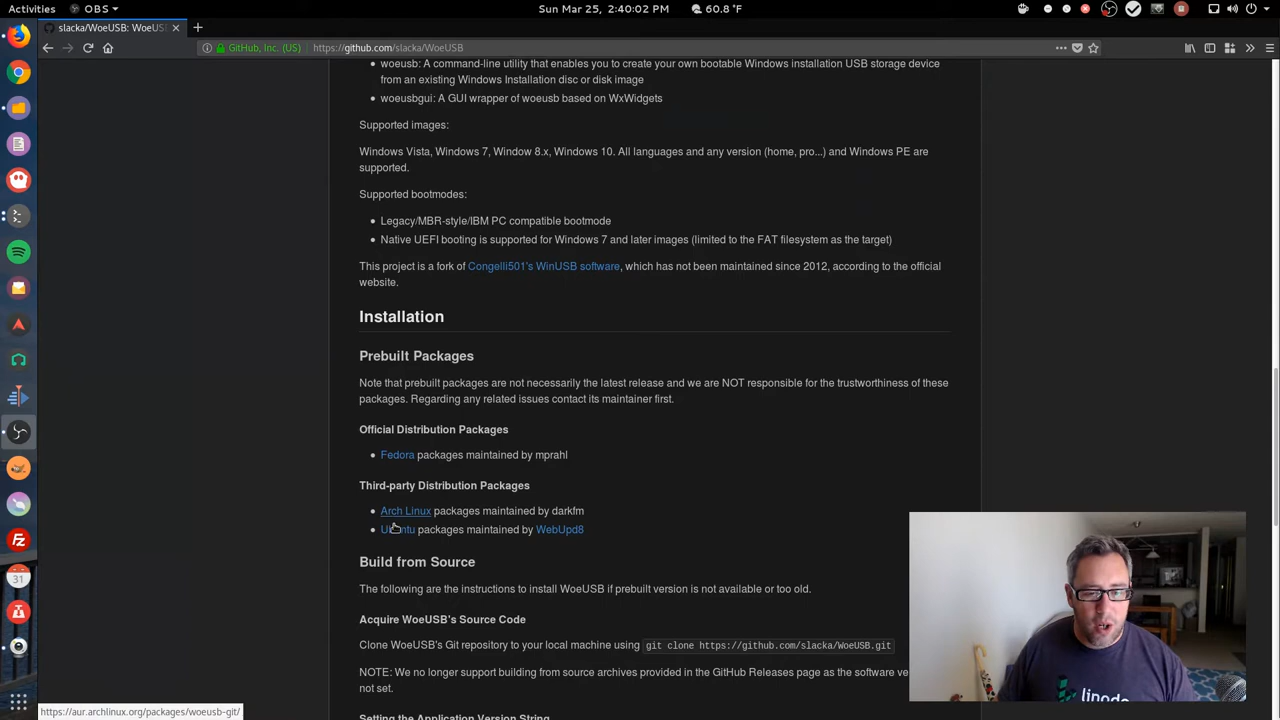 Activities OBS Sun Mar 25, 2:40:02 PM 60.8 °F
slacka/WoeUSB: WoeUS
GitHub, Inc. (US) https://github.com/slacka/WoeUSB
woeusb: A command-line utility that enables you to create your own bootable Windows installation USB storage device
from an existing Windows Installation disc or disk image
woeusbgui: A GUI wrapper of woeusb based on WxWidgets
Supported images:
Windows Vista, Windows 7, Window 8.x, Windows 10. All languages and any version (home, pro...) and Windows PE are
supported.
Supported bootmodes:
Legacy/MBR-style/IBM PC compatible bootmode
Native UEFI booting is supported for Windows 7 and later images (limited to the FAT filesystem as the target)
This project is a fork of Congelli501's WinUSB software, which has not been maintained since 2012, according to the official
website.
Installation
Prebuilt Packages
Note that prebuilt packages are not necessarily the latest release and we are NOT responsible for the trustworthiness of these
packages. Regarding any related issues contact its maintainer first.
Official Distribution Packages
Fedora packages maintained by mprahl
Third-party Distribution Packages
Arch Linux packages maintained by darkfm
Ubuntu packages maintained by WebUpd8
Build from Source
The following are the instructions to install WoeUSB if prebuilt version is not available or too old.
Acquire WoeUSB's Source Code
Clone WoeUSB's Git repository to your local machine using git clone https://github.com/slacka/WoeUSB.git
NOTE: We no longer support building from source archives provided in the GitHub Releases page as the software ve
not set.
Setting the Application Version String
https://aur.archlinux.org/packages/woeusb-git/
31
linode